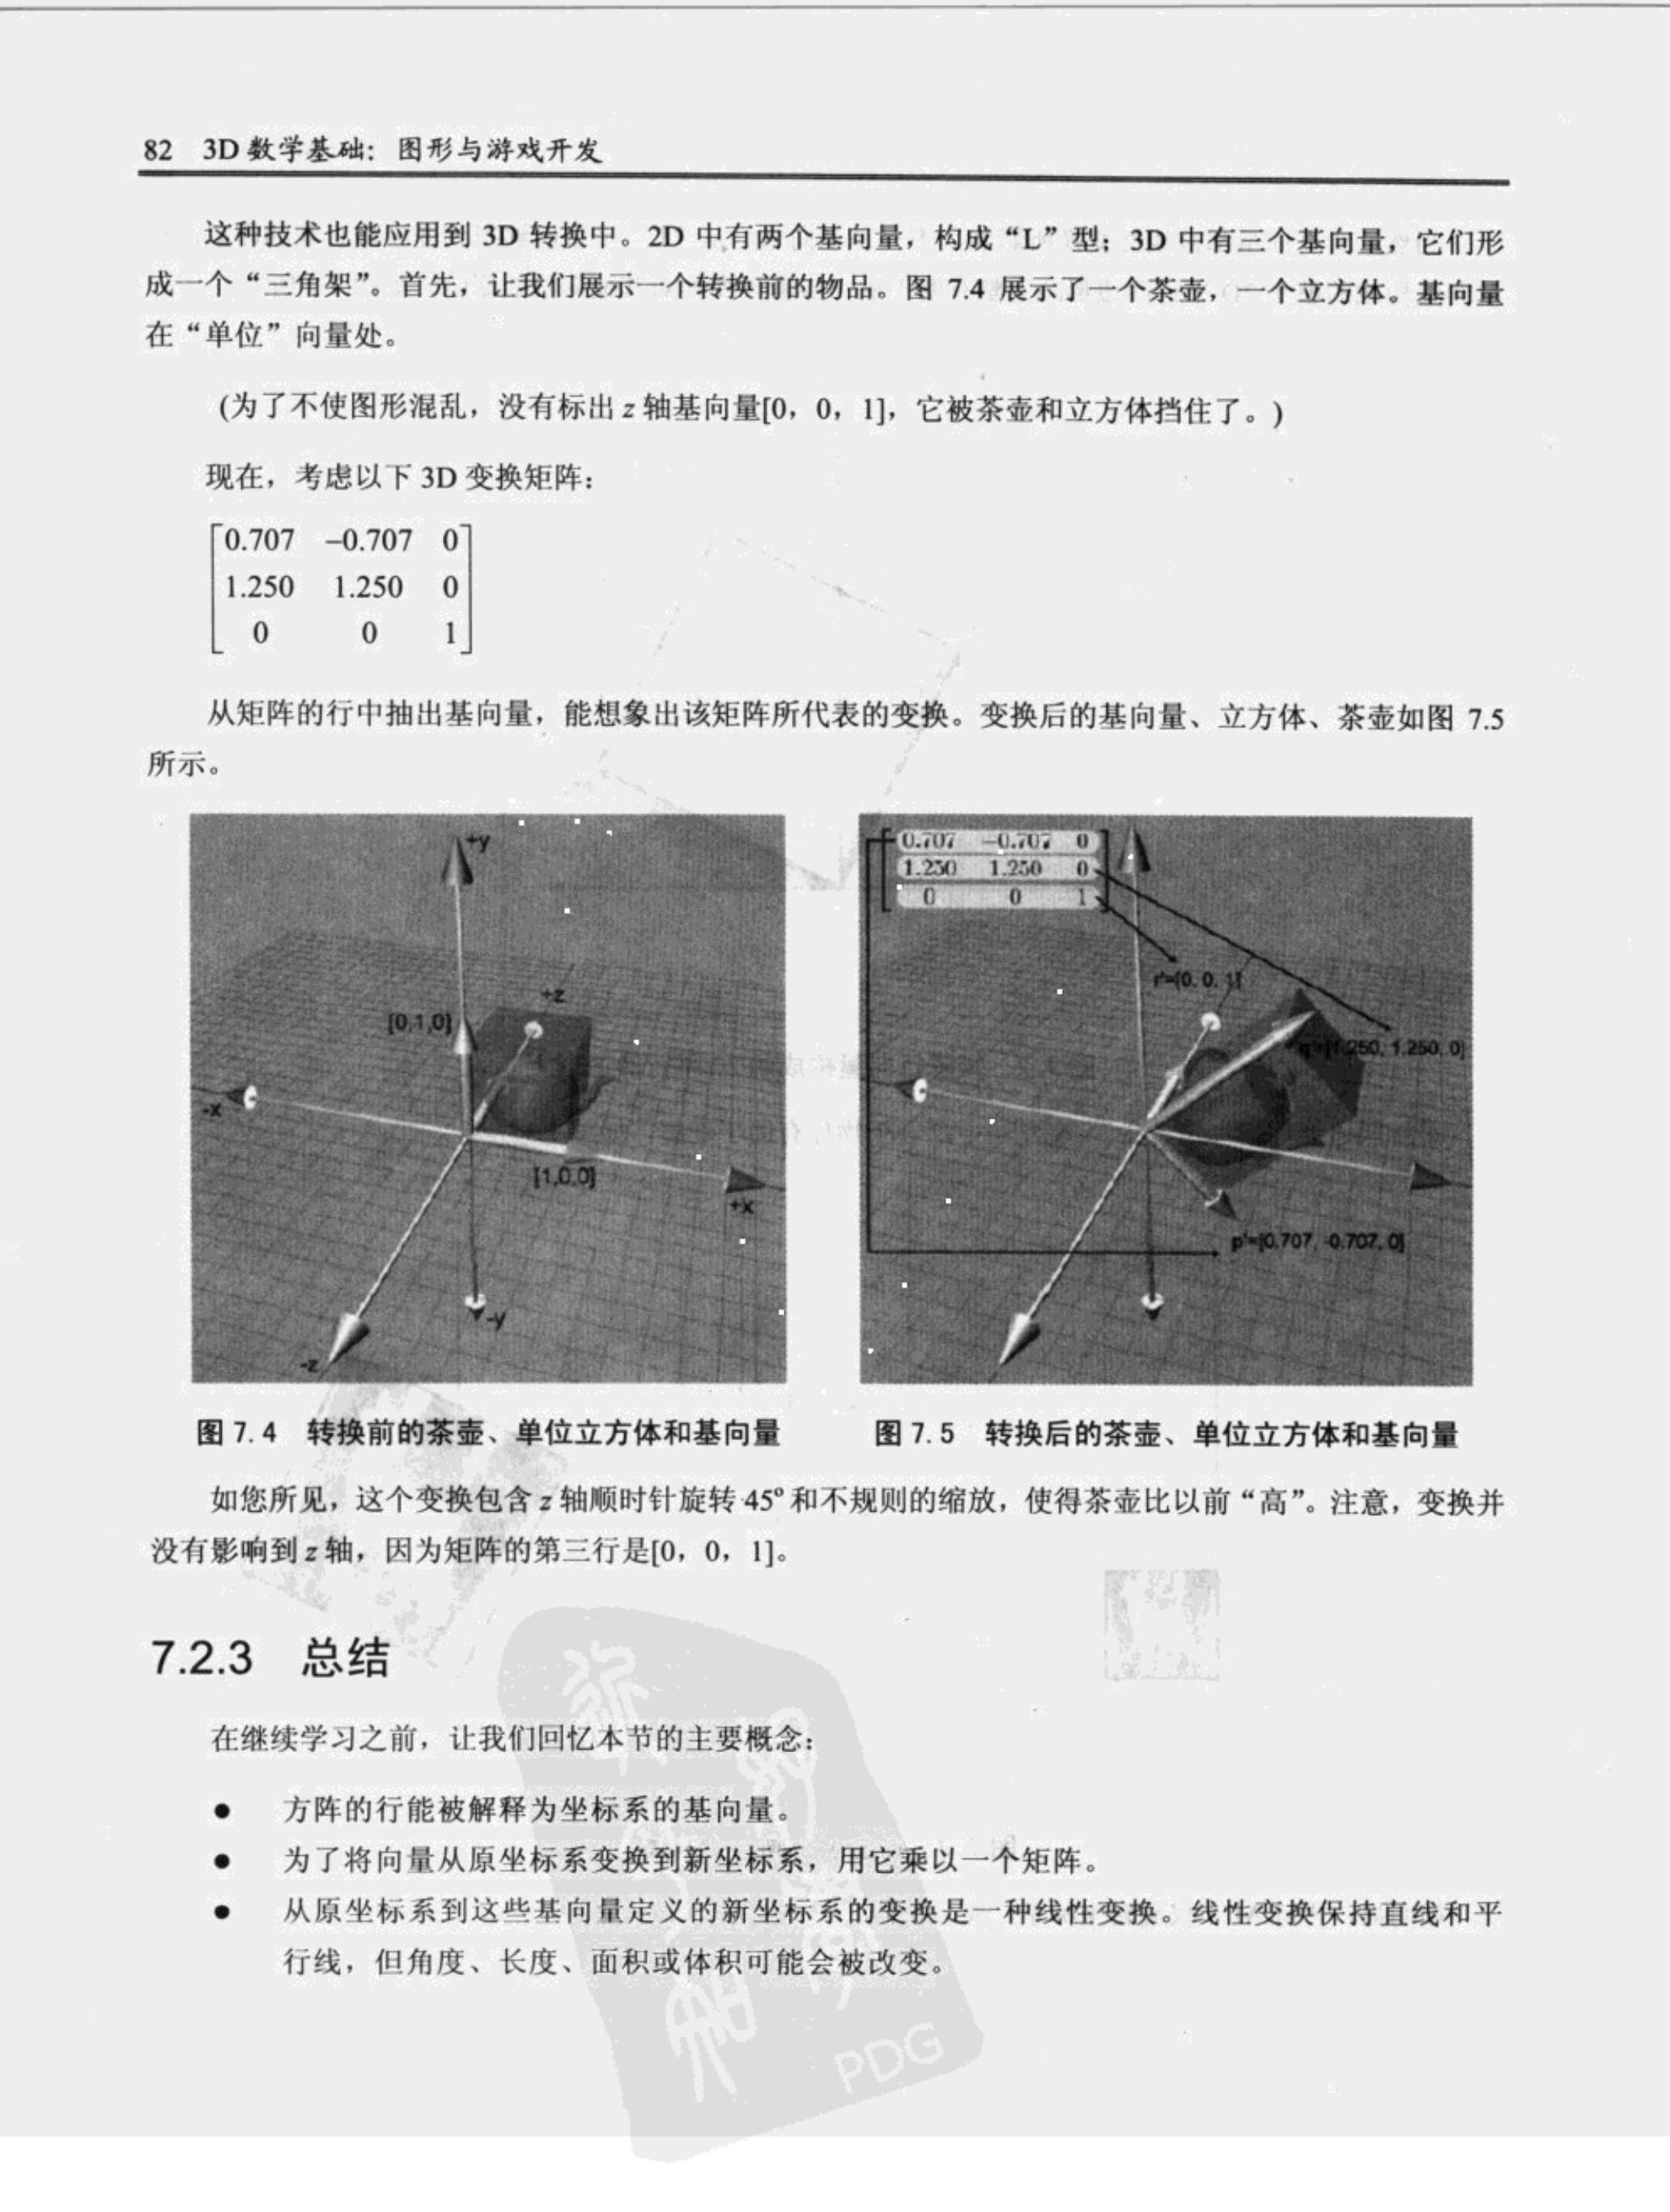 82 3D 数学基础：图形与游戏开发
这种技术也能应用到 3D 转换中。2D 中有两个基向量，构成“L”型；3D 中有三个基向量，它们形
成一个“三角架”。首先，让我们展示一个转换前的物品。图 7.4 展示了一个茶壶，一个立方体。基向量
在“单位”向量处。
(为了不使图形混乱，没有标出 z 轴基向量[0，0，1]，它被茶壶和立方体挡住了。)
现在，考虑以下 3D 变换矩阵：
0.707 −0.707 0
1.250 1.250 0
0 0 1
从矩阵的行中抽出基向量，能想象出该矩阵所代表的变换。变换后的基向量、立方体、茶壶如图 7.5
所示。
+y
+z
[0,1,0]
-x
[1,0,0]
+x
-y
-z
0.707 −0.707 0
1.250 1.250 0
0 0 1
r'=[0, 0, 1]
q'=[1.250, 1.250, 0]
p'=[0.707, -0.707, 0]
图 7.4 转换前的茶壶、单位立方体和基向量
图 7.5 转换后的茶壶、单位立方体和基向量
如您所见，这个变换包含 z 轴顺时针旋转 45° 和不规则的缩放，使得茶壶比以前“高”。注意，变换并
没有影响到 z 轴，因为矩阵的第三行是[0，0，1]。
7.2.3 总结
在继续学习之前，让我们回忆本节的主要概念：
● 方阵的行能被解释为坐标系的基向量。
● 为了将向量从原坐标系变换到新坐标系，用它乘以一个矩阵。
● 从原坐标系到这些基向量定义的新坐标系的变换是一种线性变换。线性变换保持直线和平
行线，但角度、长度、面积或体积可能会被改变。
PDG